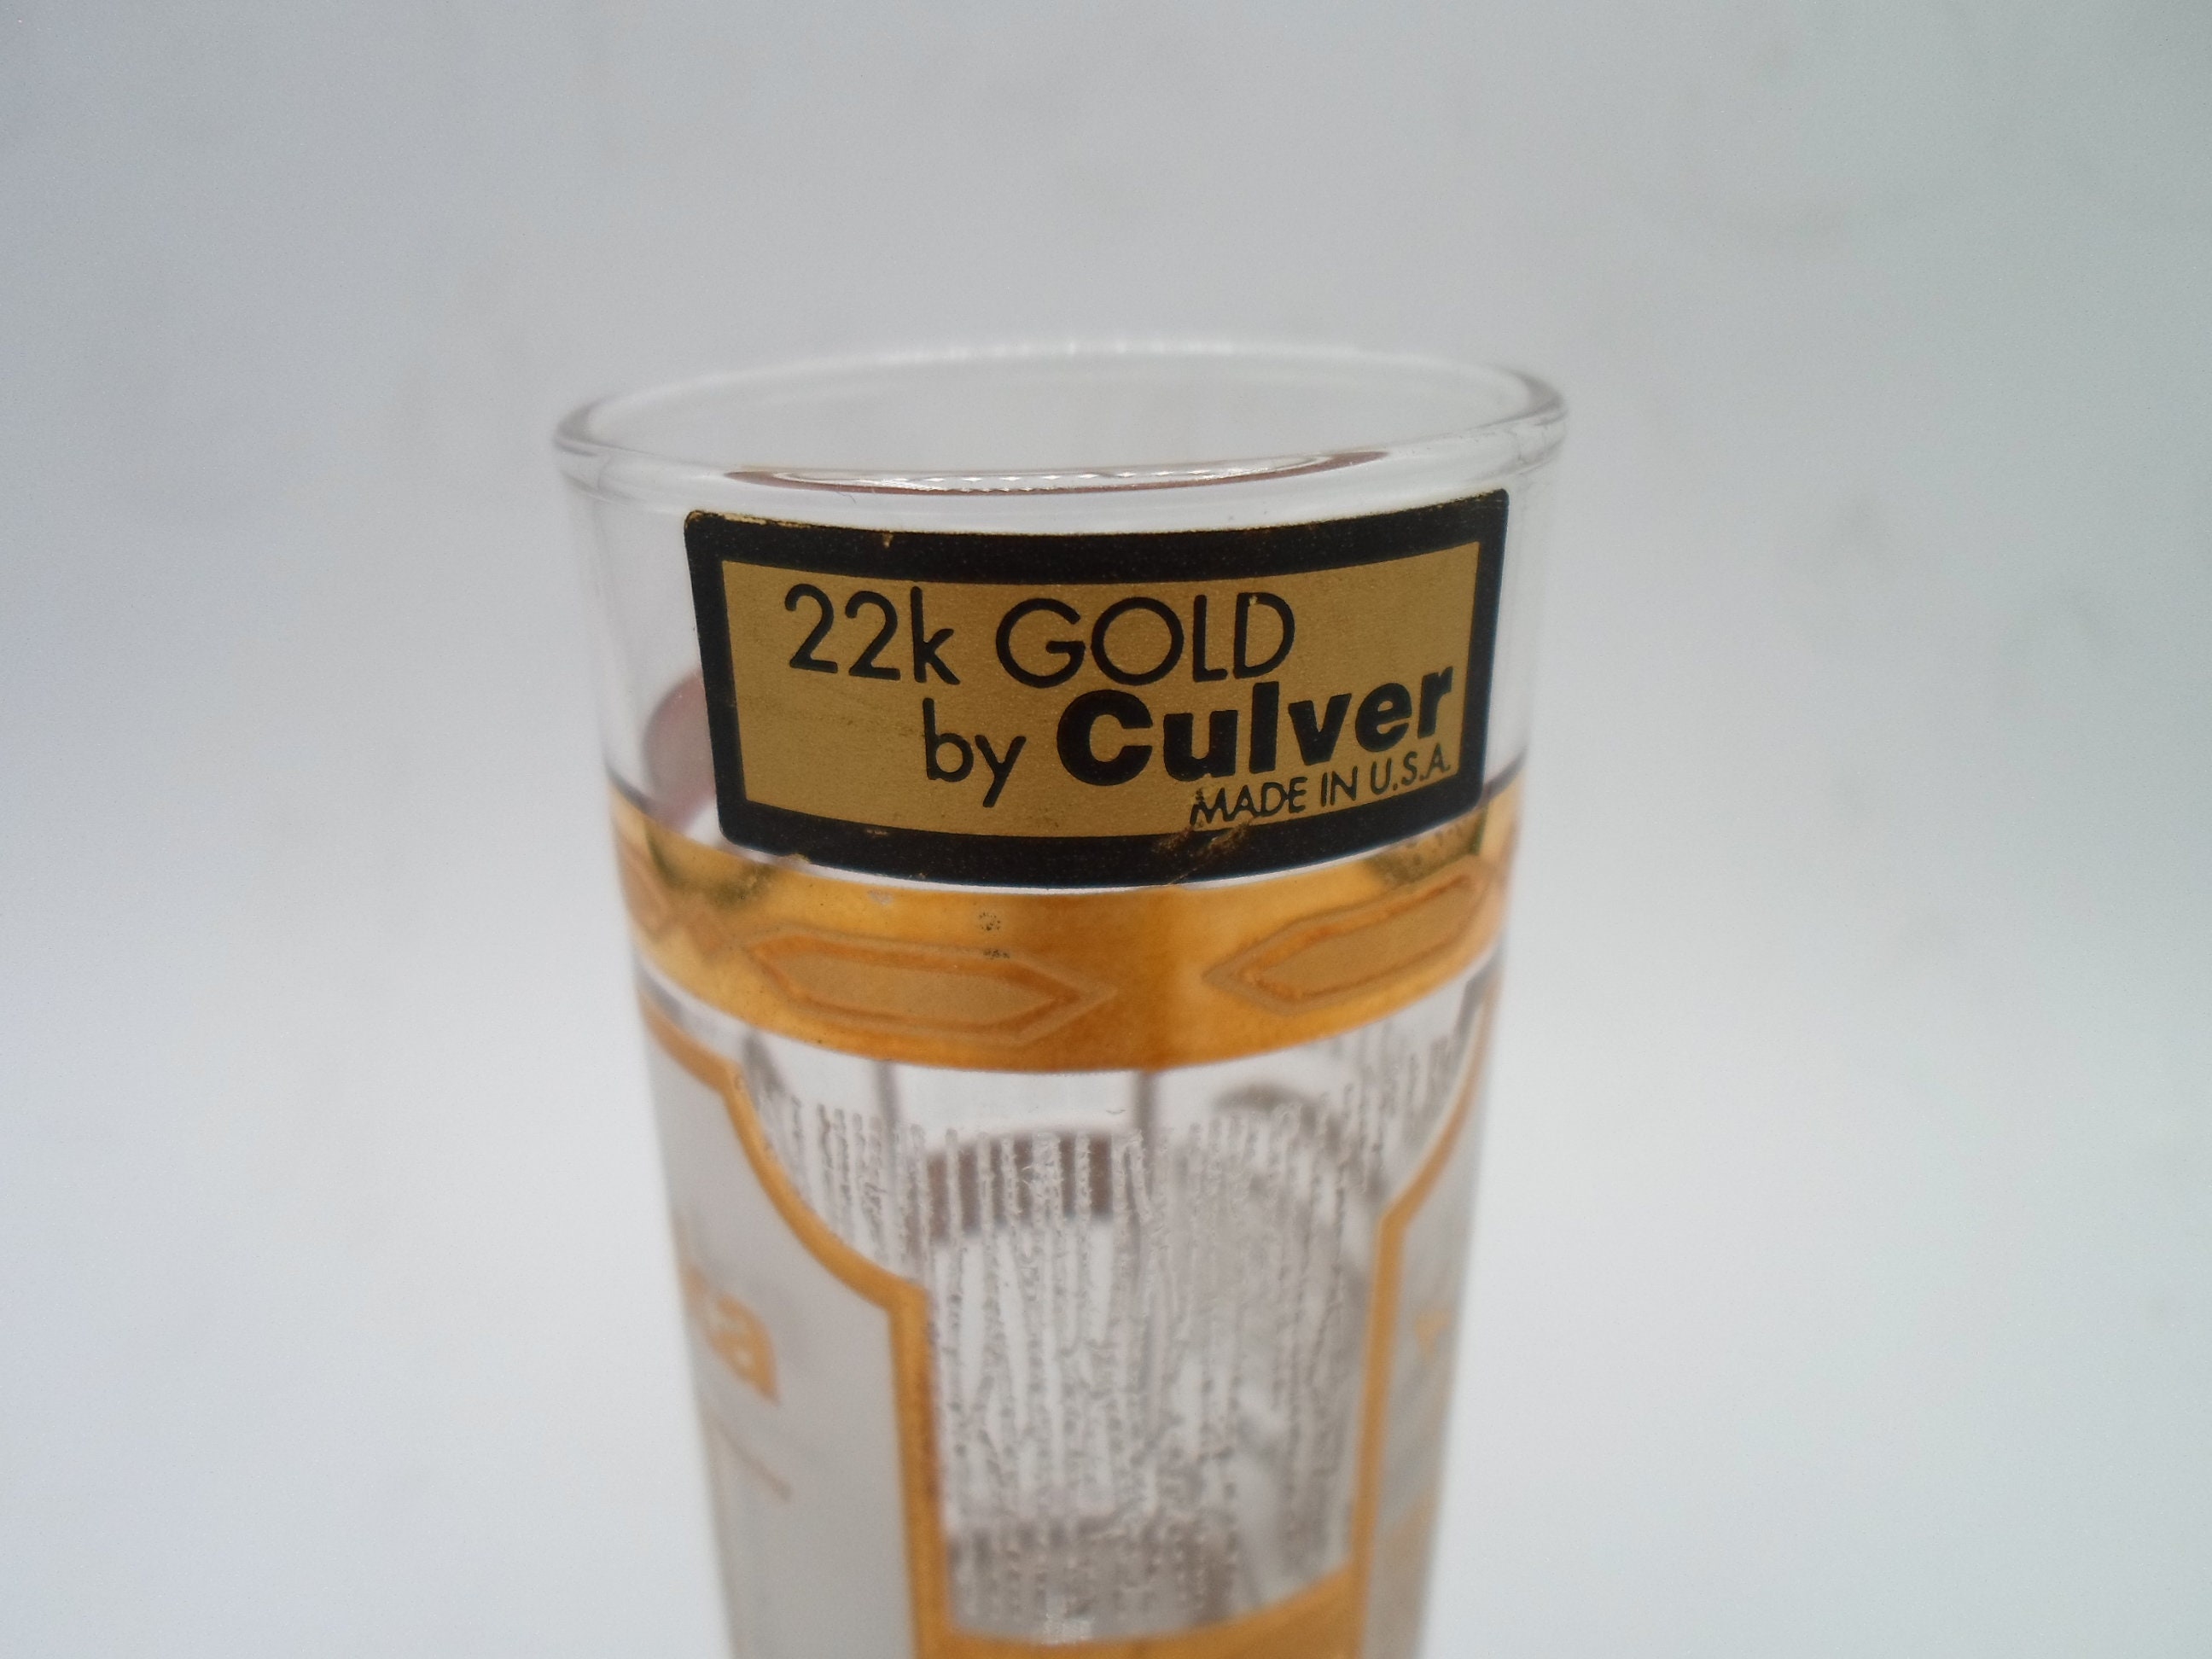 22k GOLD
by Culver
MADE IN U.S.A.